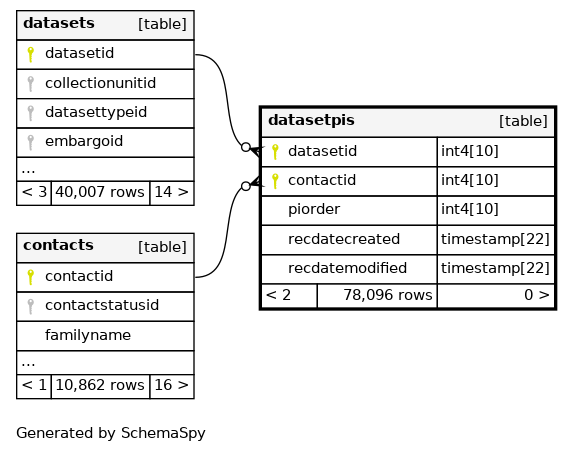 datasets [table]
datasetid
collectionunitid
datasettypeid
embargoid
...
< 3 40,007 rows 14 >
contacts [table]
contactid
contactstatusid
familyname
...
< 1 10,862 rows 16 >
datasetpis [table]
datasetid int4[10]
contactid int4[10]
piorder int4[10]
recdatecreated timestamp[22]
recdatemodified timestamp[22]
< 2 78,096 rows 0 >
Generated by SchemaSpy